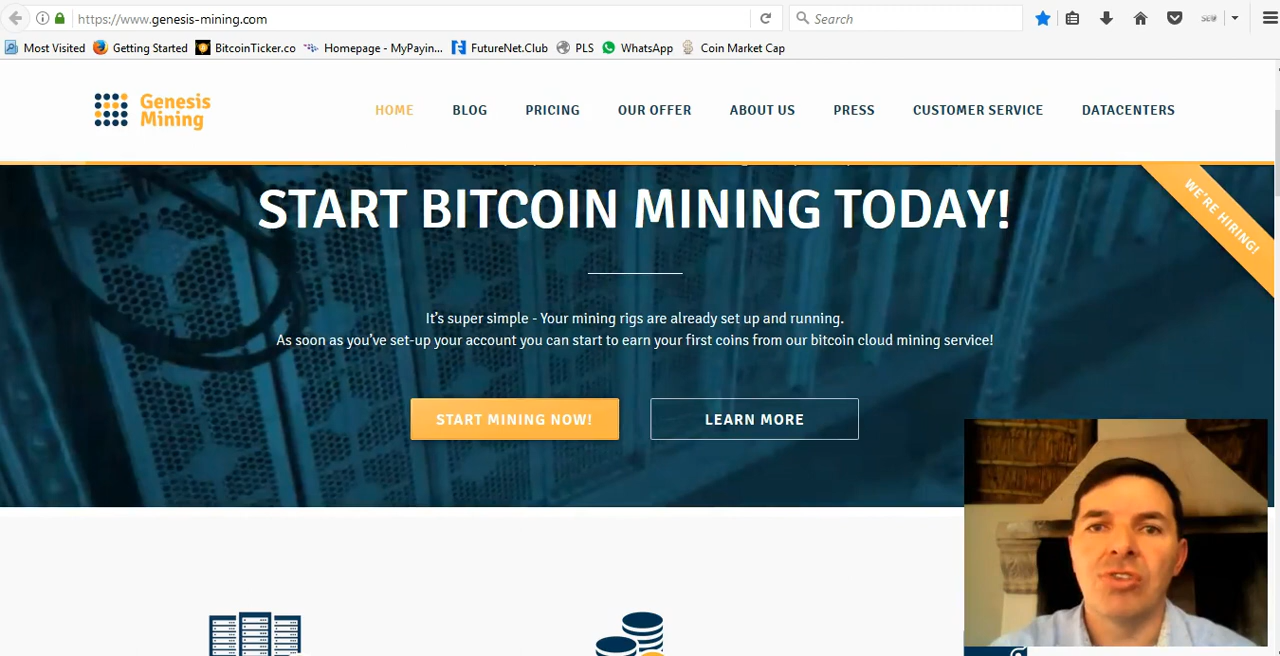 https://www.genesis-mining.com
Search
Most Visited Getting Started BitcoinTicker.co Homepage - MyPayin... FutureNet.Club PLS WhatsApp Coin Market Cap
Genesis
Mining
HOME BLOG PRICING OUR OFFER ABOUT US PRESS CUSTOMER SERVICE DATACENTERS
WE'RE HIRING!
START BITCOIN MINING TODAY!
It's super simple - Your mining rigs are already set up and running.
As soon as you've set-up your account you can start to earn your first coins from our bitcoin cloud mining service!
START MINING NOW! LEARN MORE